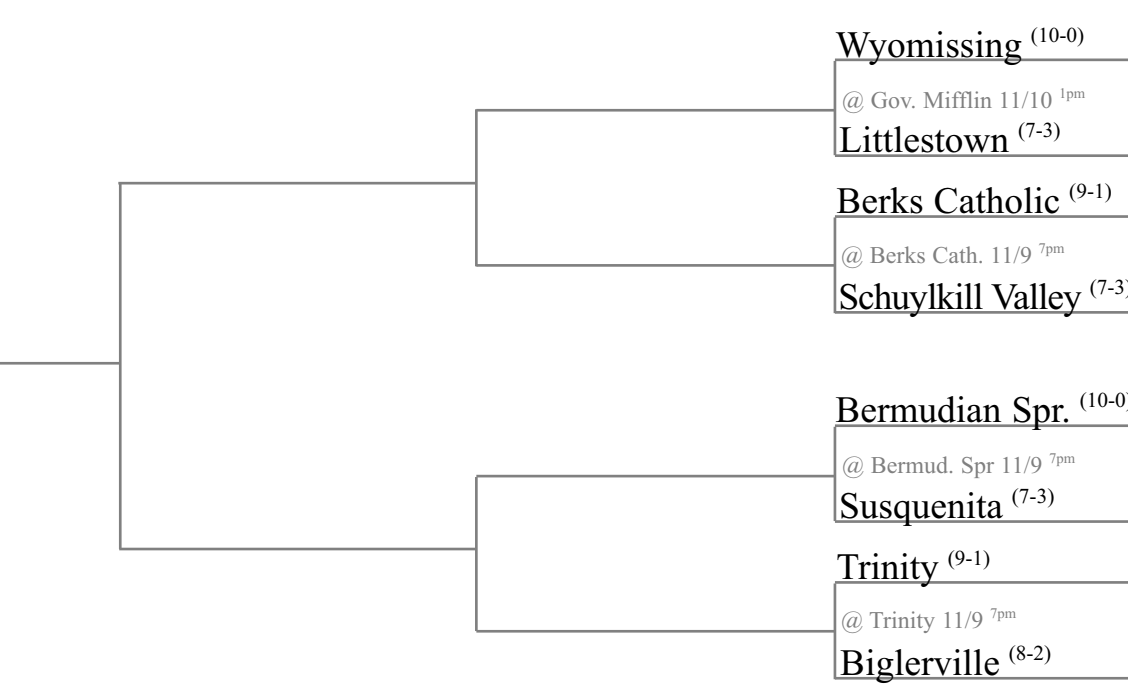 Wyomissing (10-0)
@ Gov. Mifflin 11/10 1pm
Littlestown (7-3)
Berks Catholic (9-1)
@ Berks Cath. 11/9 7pm
Schuylkill Valley (7-3)
Bermudian Spr. (10-0)
@ Bermud. Spr 11/9 7pm
Susquenita (7-3)
Trinity (9-1)
@ Trinity 11/9 7pm
Biglerville (8-2)